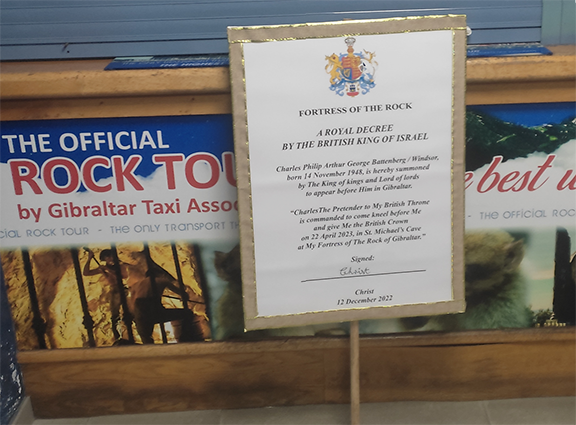 THE OFFICIAL
ROCK TOU
by Gibraltar Taxi Asso
cial ROCK TOUR - THE ONLY TRANSPORT
FORTRESS OF THE ROCK
A ROYAL DECREE
BY THE BRITISH KING OF ISRAEL
Charles Philip Arthur George Battenberg / Windsor,
born 14 November 1948, is hereby summoned
by The King of kings and Lord of lords
to appear before Him in Gibraltar.
"CharlesThe Pretender to My British Throne
is commanded to come kneel before Me
and give Me the British Crown
on 22 April 2023, in St. Michael's Cave
at My Fortress of The Rock of Gibraltar."
Signed:
Christ
Christ
12 December 2022
e best w
- THE OFFICIAL ROCK